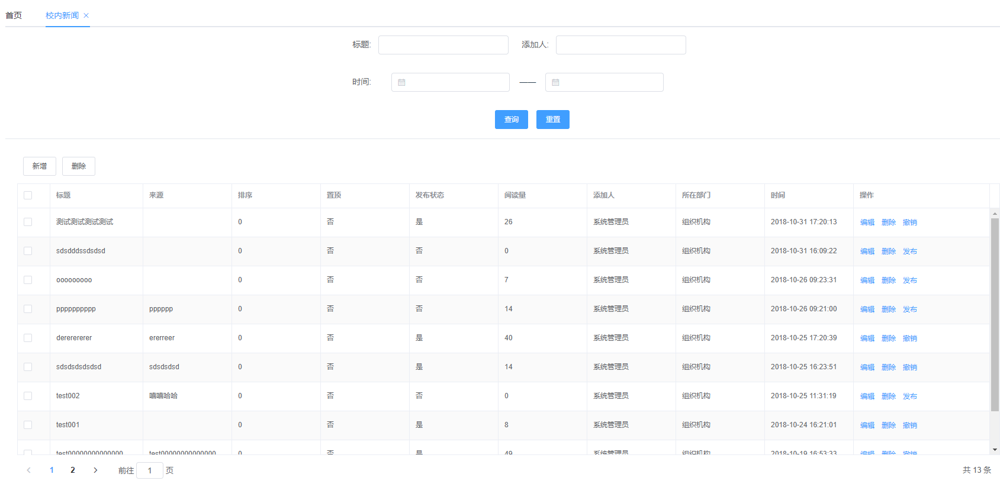 首页 校内新闻
标题: 添加人:
时间: ——
查询 重置
新增 删除
标题 来源 排序 置顶 发布状态 阅读量 添加人 所在部门 时间 操作
测试测试测试测试 0 否 是 26 系统管理员 组织机构 2018-10-31 17:20:13 编辑 删除 撤销
sdsdddssdsdsd 0 否 否 0 系统管理员 组织机构 2018-10-31 16:09:22 编辑 删除 发布
ooooooooo 0 否 否 7 系统管理员 组织机构 2018-10-26 09:23:31 编辑 删除 发布
pppppppppp pppppp 0 否 否 14 系统管理员 组织机构 2018-10-26 09:21:00 编辑 删除 发布
derererererer ererreer 0 否 是 40 系统管理员 组织机构 2018-10-25 17:20:39 编辑 删除 撤销
sdsdsdsdsdsd sdsdsdsd 0 否 是 14 系统管理员 组织机构 2018-10-25 16:23:51 编辑 删除 撤销
test002 嘻嘻哈哈 0 否 否 0 系统管理员 组织机构 2018-10-25 11:31:19 编辑 删除 发布
test001 0 否 是 8 系统管理员 组织机构 2018-10-24 16:21:01 编辑 删除 撤销
test00000000000000 test00000000000000 0 否 是 49 系统管理员 组织机构 2018-10-19 16:53:33 编辑 删除 撤销
1 2 前往 1 页 共 13 条